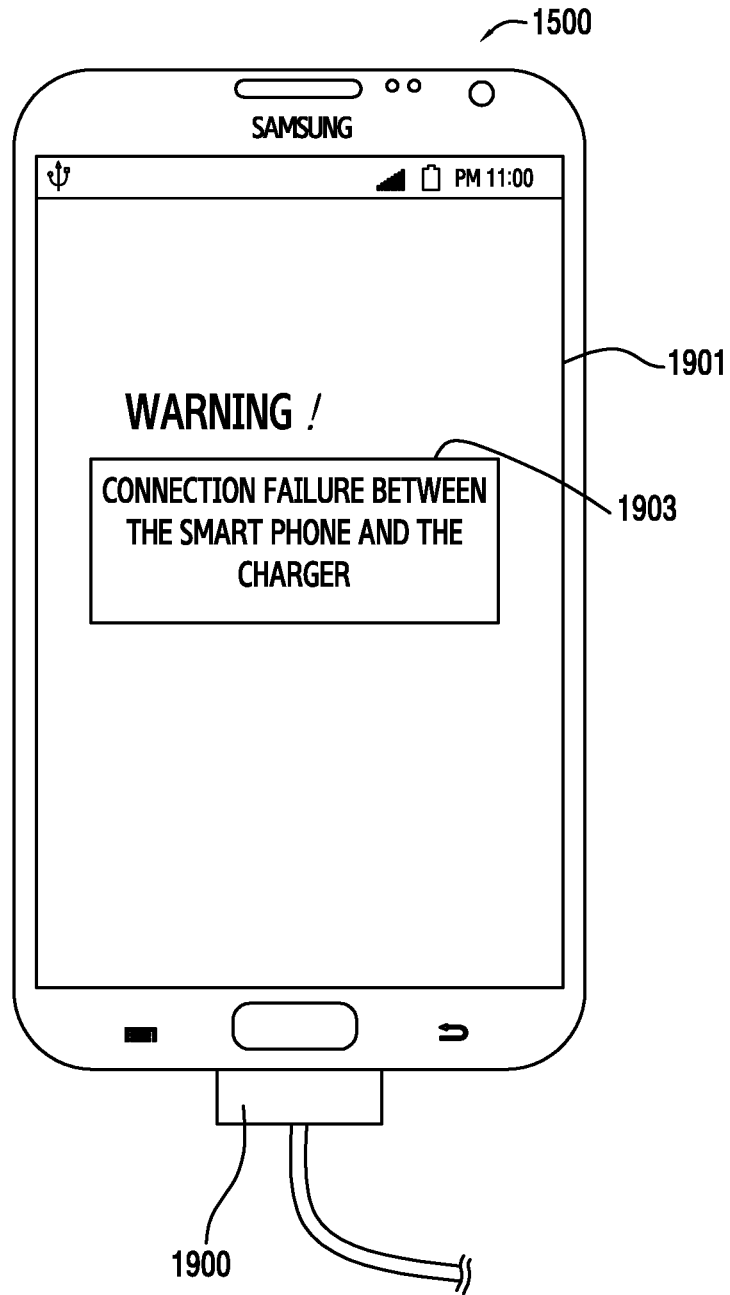 1500
SAMSUNG
PM 11:00
1901
WARNING !
1903
CONNECTION FAILURE BETWEEN
THE SMART PHONE AND THE
CHARGER
1900